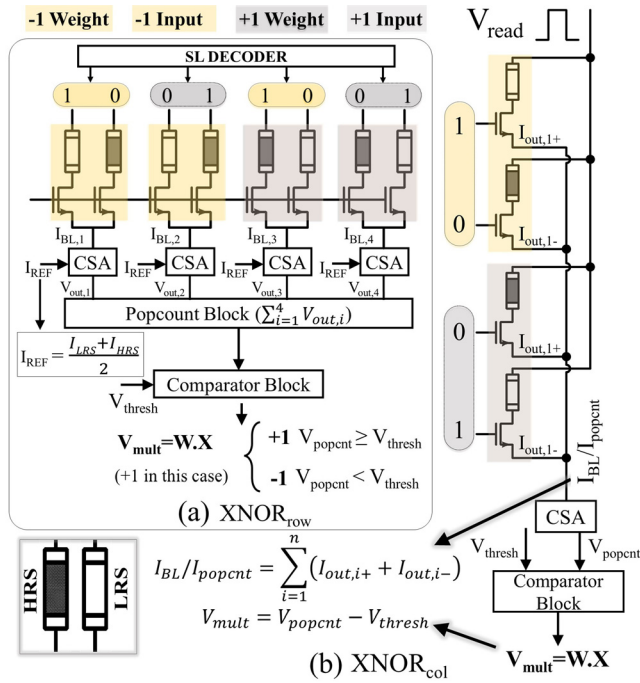 -1 Weight -1 Input +1 Weight +1 Input
SL DECODER
1 0 0 1 1 0 0 1
I_BL,1 I_BL,2 I_BL,3 I_BL,4
I_REF CSA I_REF CSA I_REF CSA I_REF CSA
V_out,1 V_out,2 V_out,3 V_out,4
Popcount Block (∑_{i=1}^{4} V_out,i)
I_REF = (I_LRS + I_HRS)/2
Comparator Block
V_thresh
V_mult=W.X
(+1 in this case)
+1 V_popcnt ≥ V_thresh
-1 V_popcnt < V_thresh
(a) XNOR_row
V_read
1
I_out,1+
0
I_out,1-
0
I_out,1+
1
I_out,1-
I_BL/I_popcnt
CSA
V_thresh V_popcnt
Comparator
Block
V_mult=W.X
HRS
LRS
I_BL/I_popcnt = ∑_{i=1}^{n} (I_out,i+ + I_out,i-)
V_mult = V_popcnt − V_thresh
(b) XNOR_col